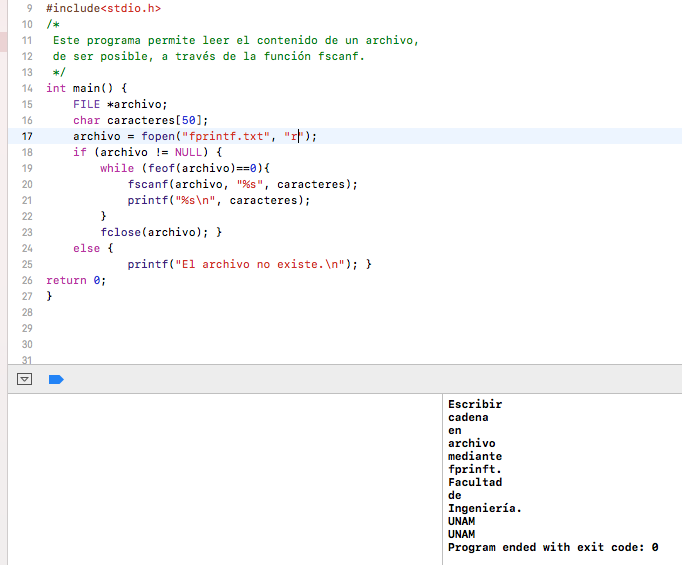 9 #include<stdio.h>
10 /*
11 Este programa permite leer el contenido de un archivo,
12 de ser posible, a través de la función fscanf.
13 */
14 int main() {
15 FILE *archivo;
16 char caracteres[50];
17 archivo = fopen("fprintf.txt", "r");
18 if (archivo != NULL) {
19 while (feof(archivo)==0){
20 fscanf(archivo, "%s", caracteres);
21 printf("%s\n", caracteres);
22 }
23 fclose(archivo); }
24 else {
25 printf("El archivo no existe.\n"); }
26 return 0;
27 }
28
29
30
31
Escribir
cadena
en
archivo
mediante
fprinft.
Facultad
de
Ingeniería.
UNAM
UNAM
Program ended with exit code: 0